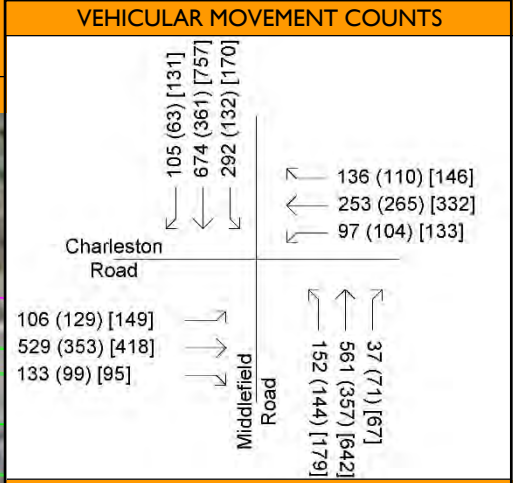 VEHICULAR MOVEMENT COUNTS
105 (63) [131]
674 (361) [757]
292 (132) [170]
136 (110) [146]
253 (265) [332]
97 (104) [133]
Charleston
Road
106 (129) [149]
529 (353) [418]
133 (99) [95]
Middlefield
Road
152 (144) [179]
561 (357) [642]
37 (71) [67]